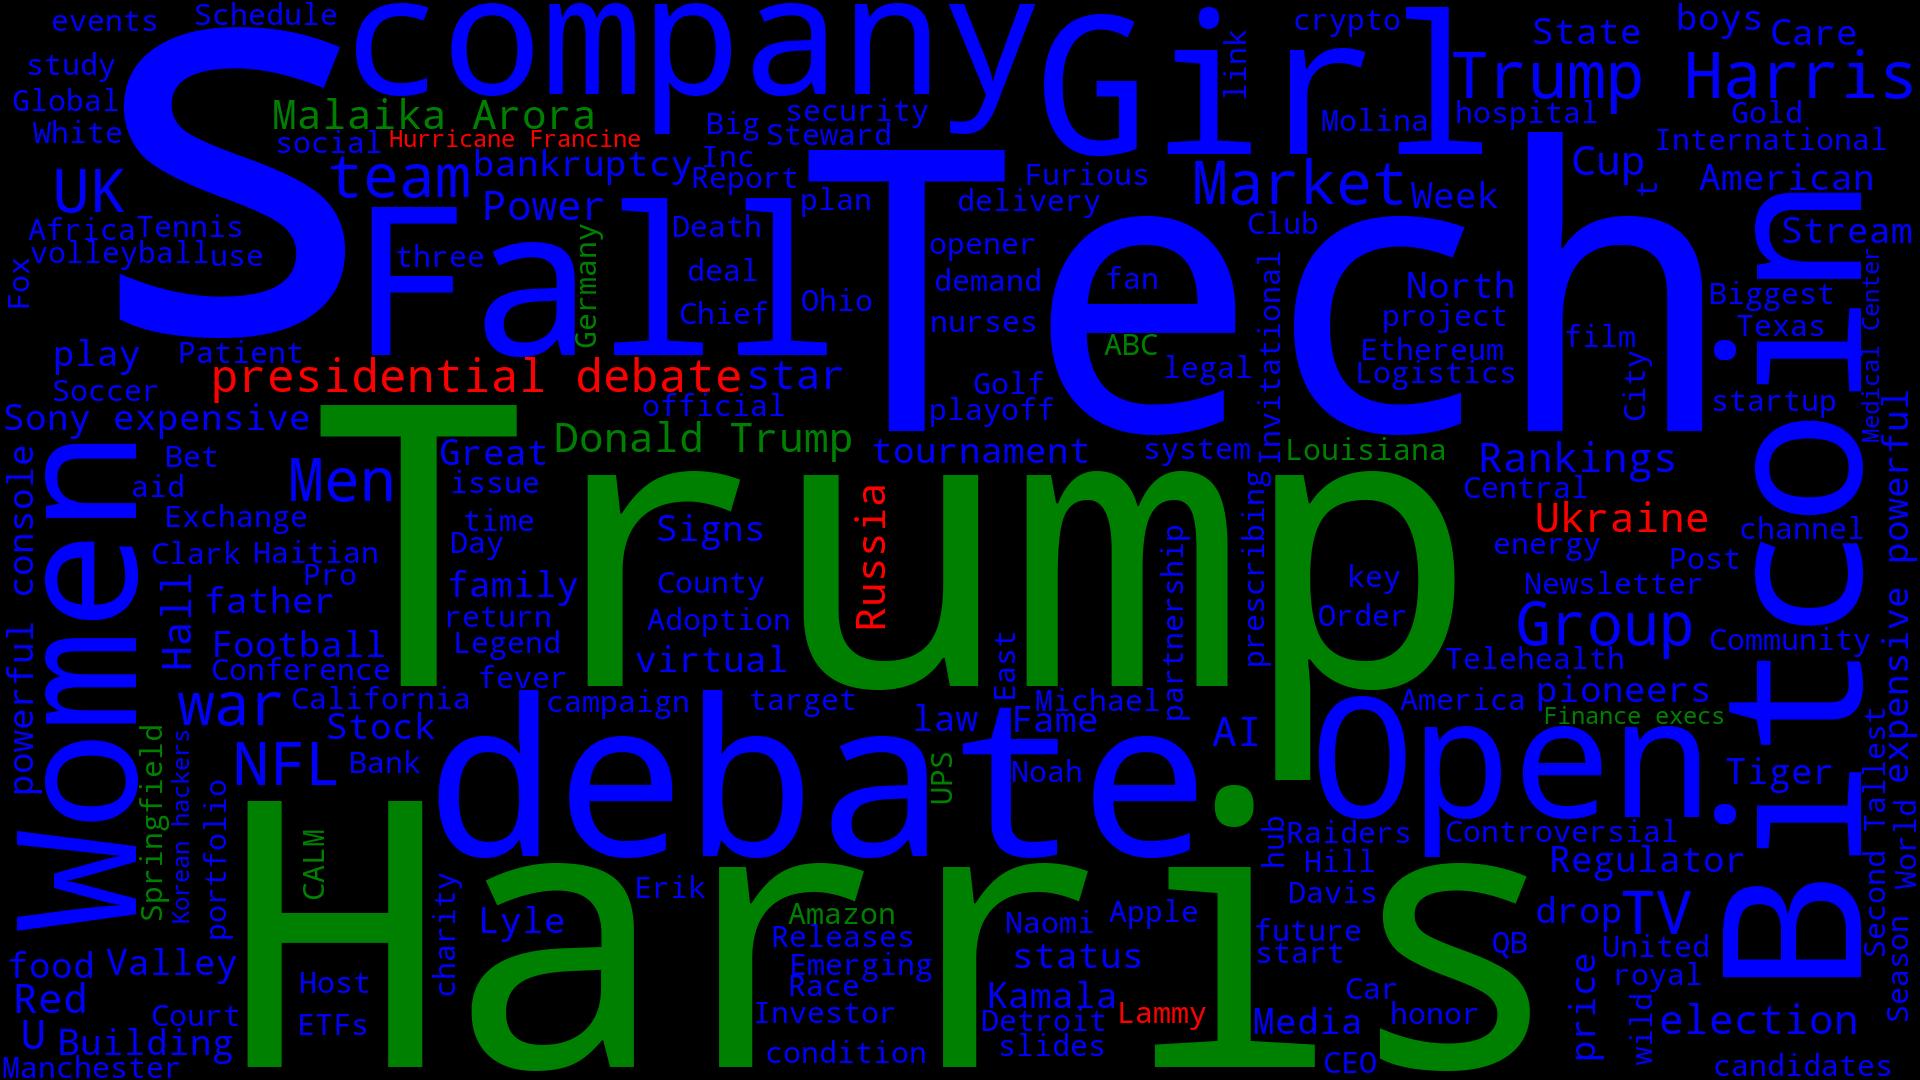 events
Schedule
company
Girl
crypto
link
State
boys
Care
study
Global
White
S
Malaika Arora
social
Hurricane Francine
Big
security
Steward
Molina
Trump Harris
hospital
Gold
International
UK
team
bankruptcy
Inc
Report
Power
plan
Tech
Furious
delivery
Market
Week
Cup
t
American
Africa
Tennis
volleyball
use
Fox
Fall
three
Germany
Death
deal
Chief
Ohio
opener
demand
nurses
fan
ABC
Club
Invitational
North
project
Ethereum
Logistics
film
City
Stream
Biggest
Texas
Medical Center
play
Patient
Soccer
presidential debate
star
official
Golf
playoff
legal
startup
Sony expensive
Trump
Great
Donald Trump
tournament
system
Louisiana
Rankings
Central
Bitcoin
powerful console
Women
Bet
aid
Men
issue
Exchange
time
Day
Signs
Russia
partnership
prescribing
Ukraine
energy
channel
Post
World expensive powerful
Clark
Haitian
Pro
Hall
father
family
return
County
Adoption
key
Order
Newsletter
Group
Community
Football
Conference
Legend
fever
virtual
East
Telehealth
war
California
Stock
campaign
target
law
Fame
Michael
AI
America
pioneers
Finance execs
Springfield
Korean hackers
portfolio
NFL
Bank
debate
UPS
Noah
Open
Tiger
Second Tallest
Season
Harris
CALM
hub
Raiders
Controversial
Hill
Regulator
Davis
charity
Lyle
Erik
Amazon
Releases
Naomi
Apple
future
start
QB
drop
TV
United
royal
food
Valley
Host
Emerging
Race
status
Red
ETFs
Investor
Kamala
Detroit
Lammy
Car
honor
Media
price
wild
election
U
Court
Building
Manchester
condition
slides
CEO
candidates